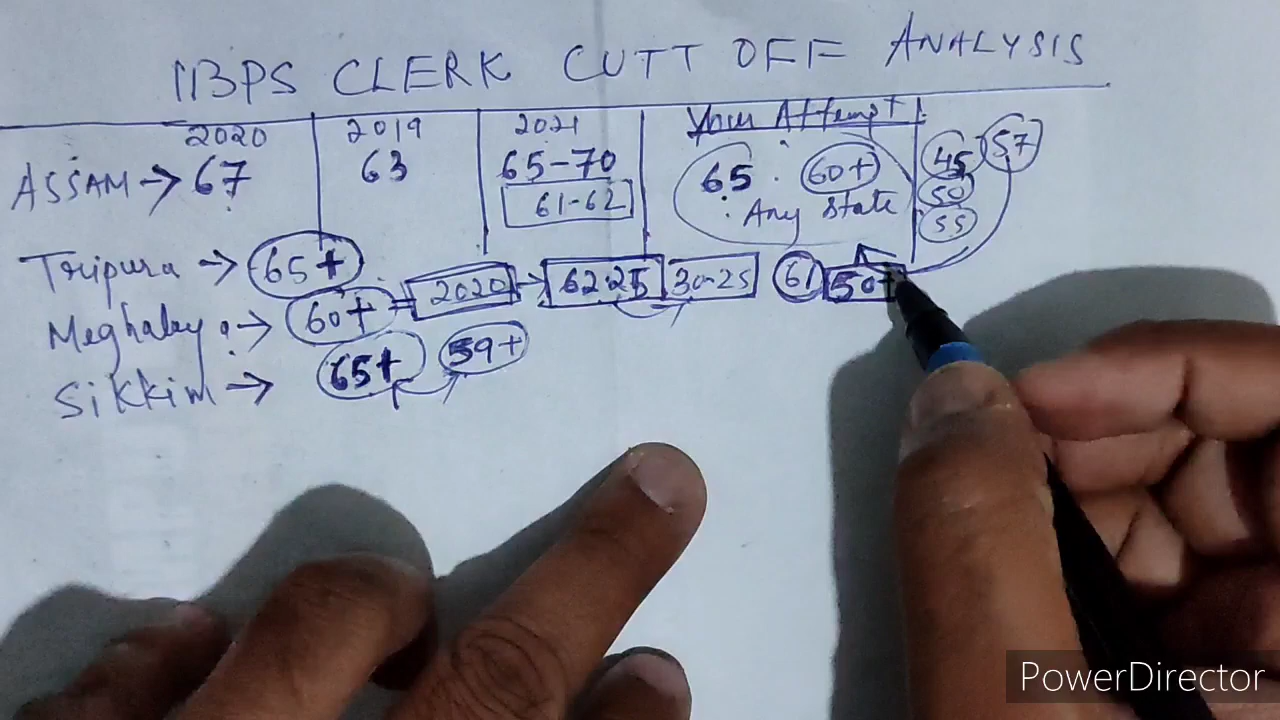 IBPS CLERK CUTT OFF ANALYSIS
2020 2019 2021 Your Attempt
ASSAM → 67 63 65-70 65 60+ 45 57
61-62 Any State 50
55
Tripura → 65+
Meghalay → 60+ 2020 → 62.25 30-25 61 50+
Sikkim → 65+ 59+
PowerDirector